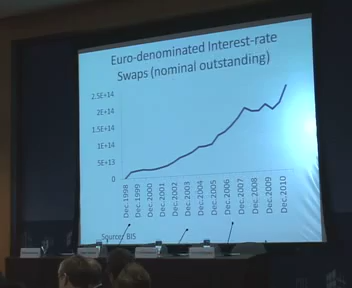 Euro-denominated Interest-rate
Swaps (nominal outstanding)
2.5E+14
2E+14
1.5E+14
1E+14
5E+13
0
Dec.1998
Dec.1999
Dec.2000
Dec.2001
Dec.2002
Dec.2003
Dec.2004
Dec.2005
Dec.2006
Dec.2007
Dec.2008
Dec.2009
Dec.2010
Source: BIS